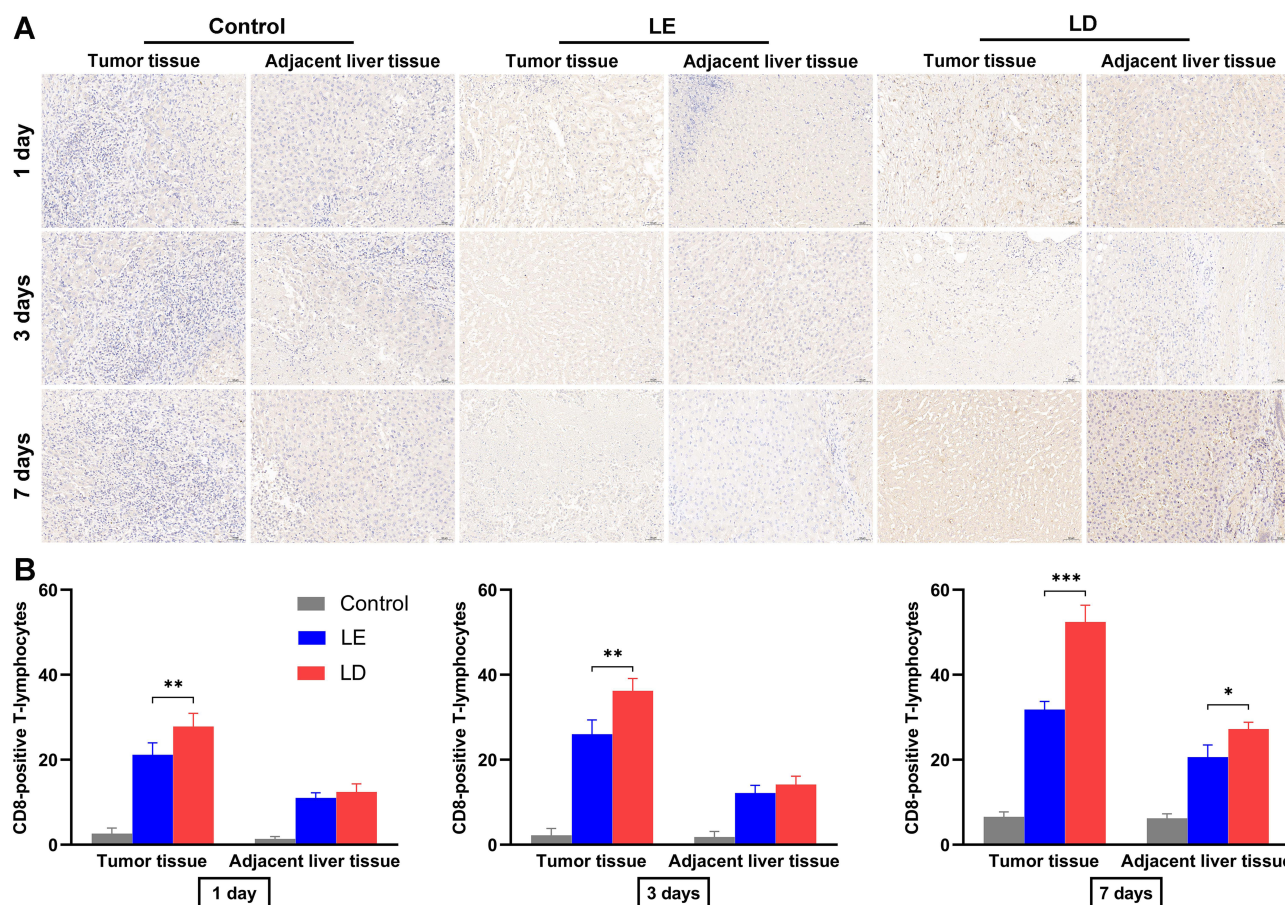 A
Control
LE
LD
Tumor tissue
Adjacent liver tissue
Tumor tissue
Adjacent liver tissue
Tumor tissue
Adjacent liver tissue
1 day
3 days
7 days
B
CD8-positive T-lymphocytes
60
40
20
0
**
Control
LE
LD
Tumor tissue
Adjacent liver tissue
1 day
CD8-positive T-lymphocytes
60
40
20
0
**
Tumor tissue
Adjacent liver tissue
3 days
CD8-positive T-lymphocytes
60
40
20
0
***
*
Tumor tissue
Adjacent liver tissue
7 days